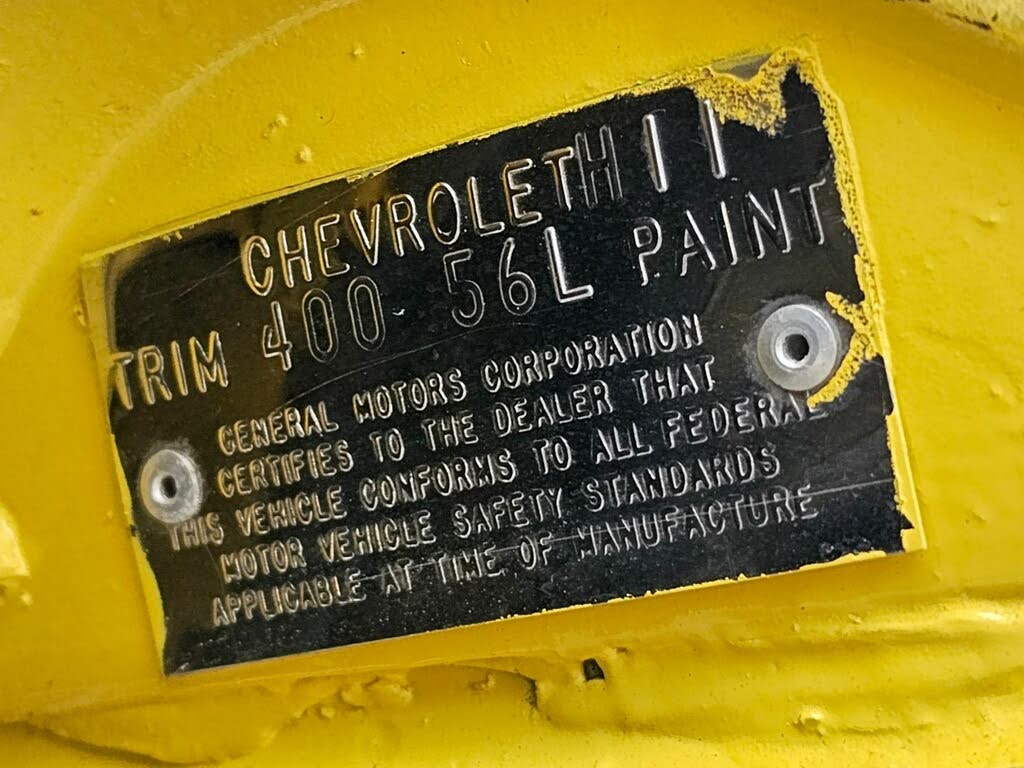 CHEVROLETH II
TRIM 400 56L PAINT
GENERAL MOTORS CORPORATION
CERTIFIES TO THE DEALER THAT
THIS VEHICLE CONFORMS TO ALL FEDERAL
MOTOR VEHICLE SAFETY STANDARDS
APPLICABLE AT TIME OF MANUFACTURE